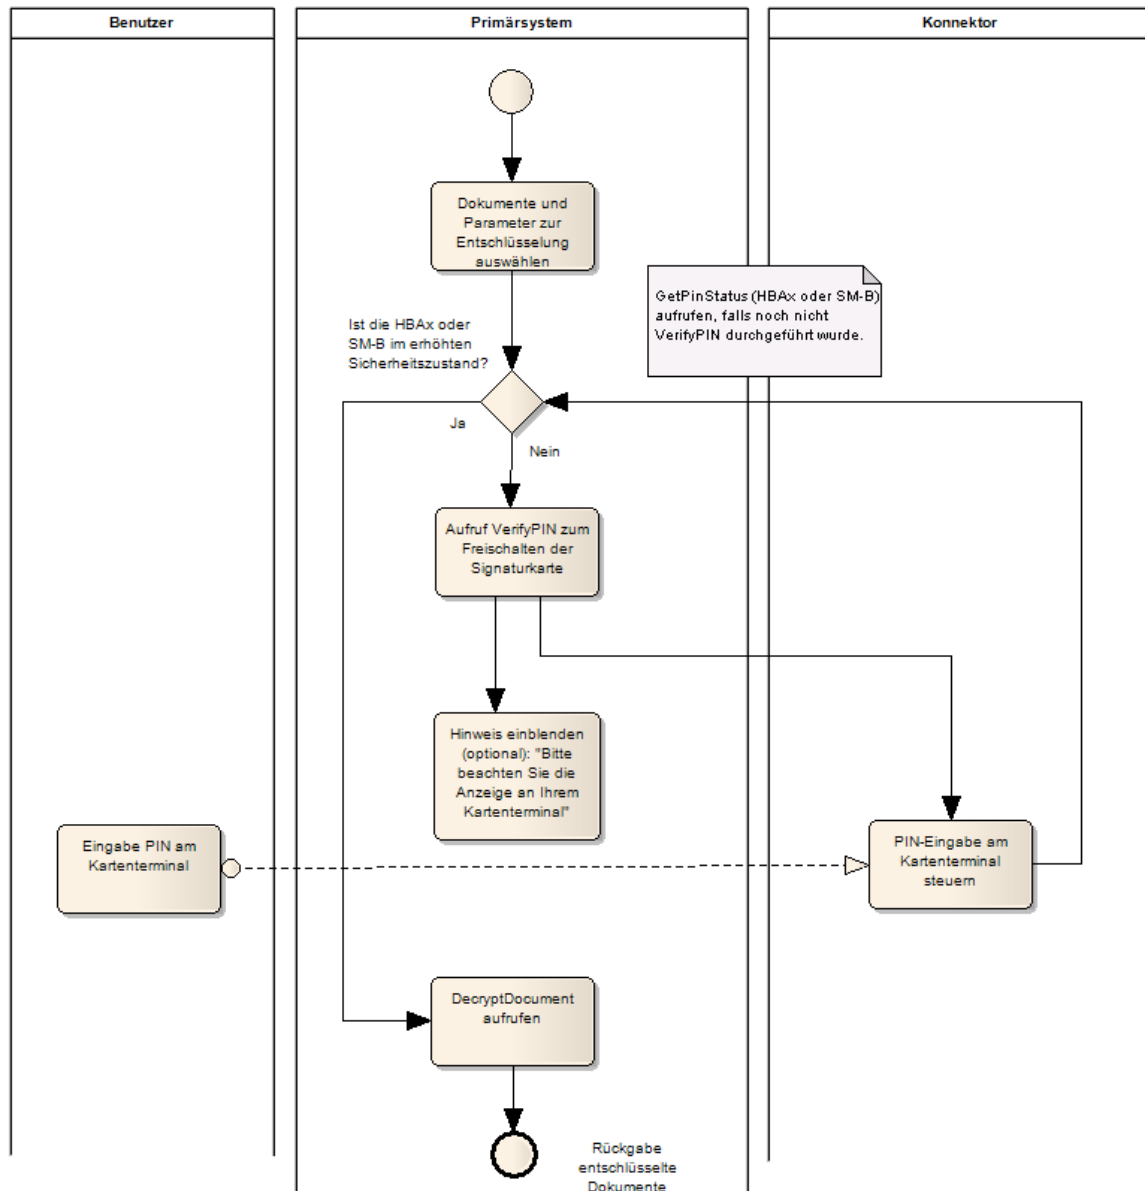 Benutzer
Primärsystem
Konnektor
Dokumente und
Parameter zur
Entschlüsselung
auswählen
GetPinStatus (HBAx oder SM-B)
aufrufen, falls noch nicht
VerifyPIN durchgeführt wurde.
Ist die HBAx oder
SM-B im erhöhten
Sicherheitszustand?
Ja
Nein
Aufruf VerifyPIN zum
Freischalten der
Signaturkarte
Hinweis einblenden
(optional): "Bitte
beachten Sie die
Anzeige an Ihrem
Kartenterminal"
Eingabe PIN am
Kartenterminal
PIN-Eingabe am
Kartenterminal
steuern
DecryptDocument
aufrufen
Rückgabe
entschlüsselte
Dokumente